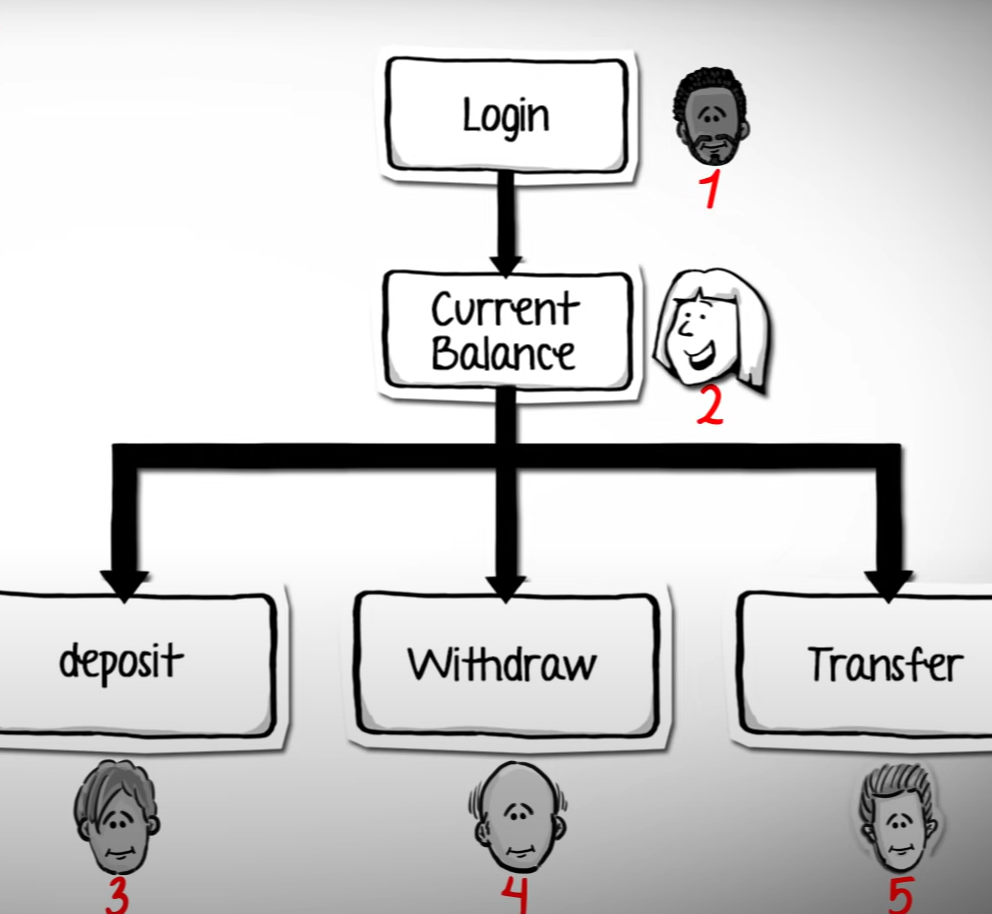 Login
1
Current
Balance
2
deposit
Withdraw
Transfer
3
4
5